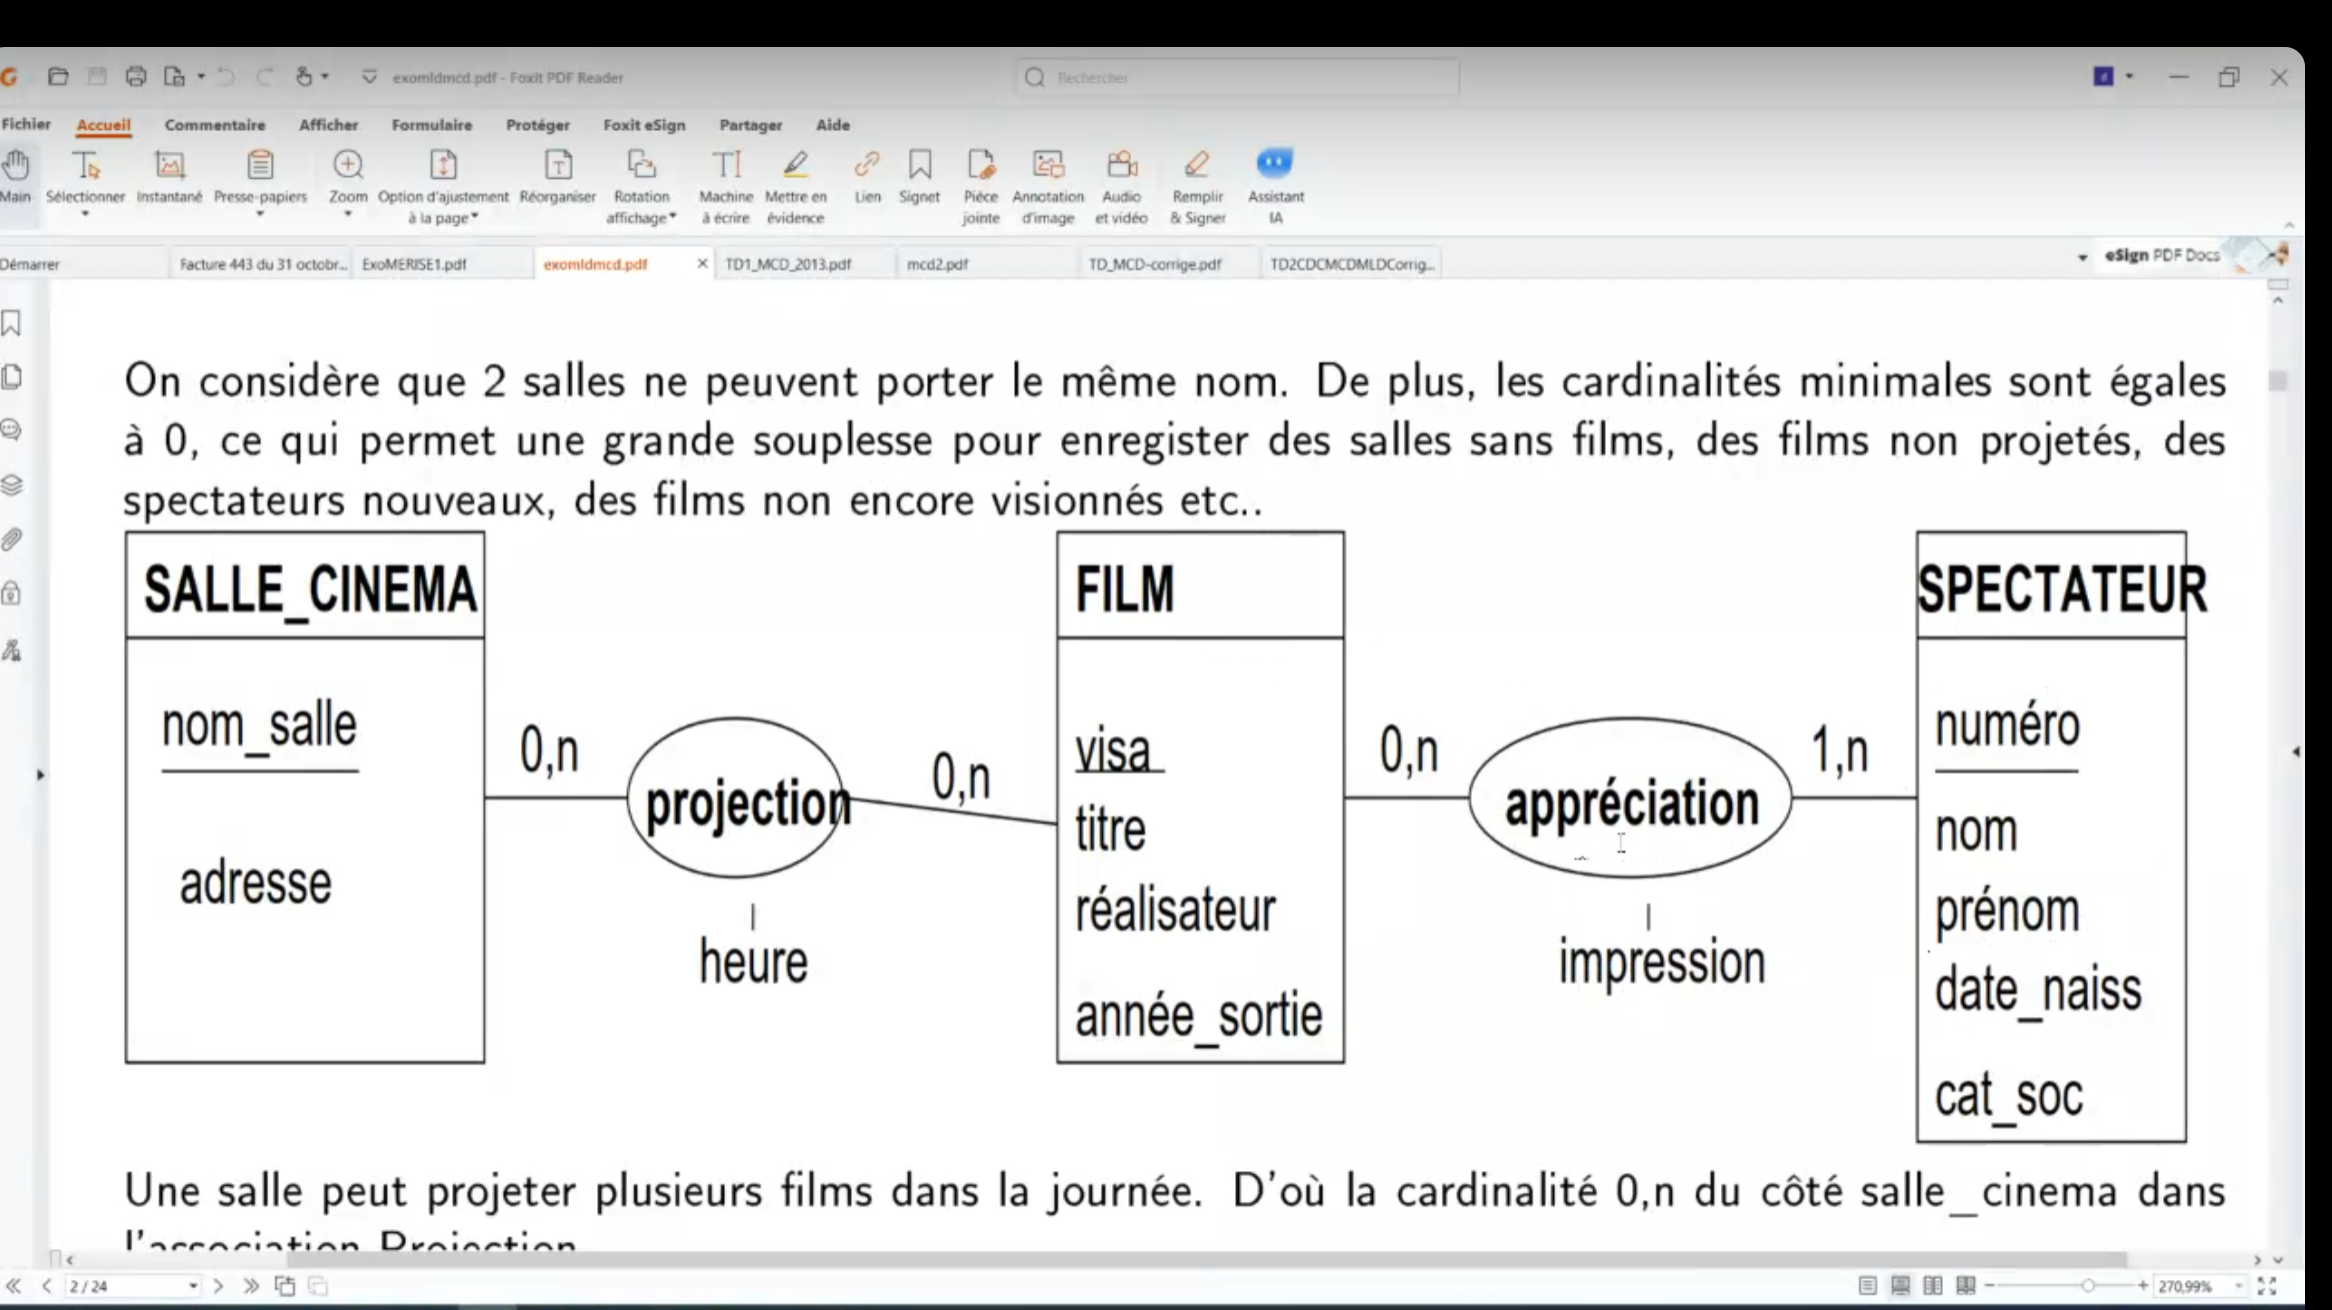 exomldmcd.pdf - Foxit PDF Reader
Rechercher
Fichier Accueil Commentaire Afficher Formulaire Protéger Foxit eSign Partager Aide
Main Sélectionner Instantané Presse-papiers Zoom Option d'ajustement Réorganiser Rotation Machine Mettre en Lien Signet Pièce Annotation Audio Remplir Assistant
à la page affichage à écrire évidence jointe d'image et vidéo & Signer IA
Démarrer Facture 443 du 31 octobr... ExoMERISE1.pdf exomldmcd.pdf TD1_MCD_2013.pdf mcd2.pdf TD_MCD-corrige.pdf TD2CDCMCDMLDCorrig... eSign PDF Docs
On considère que 2 salles ne peuvent porter le même nom. De plus, les cardinalités minimales sont égales
à 0, ce qui permet une grande souplesse pour enregister des salles sans films, des films non projetés, des
spectateurs nouveaux, des films non encore visionnés etc..
SALLE_CINEMA
nom_salle
adresse
0,n
projection
heure
0,n
FILM
visa
titre
réalisateur
année_sortie
0,n
appréciation
impression
1,n
SPECTATEUR
numéro
nom
prénom
date_naiss
cat_soc
Une salle peut projeter plusieurs films dans la journée. D'où la cardinalité 0,n du côté salle_cinema dans
l'association Projection
2 / 24
270,99%